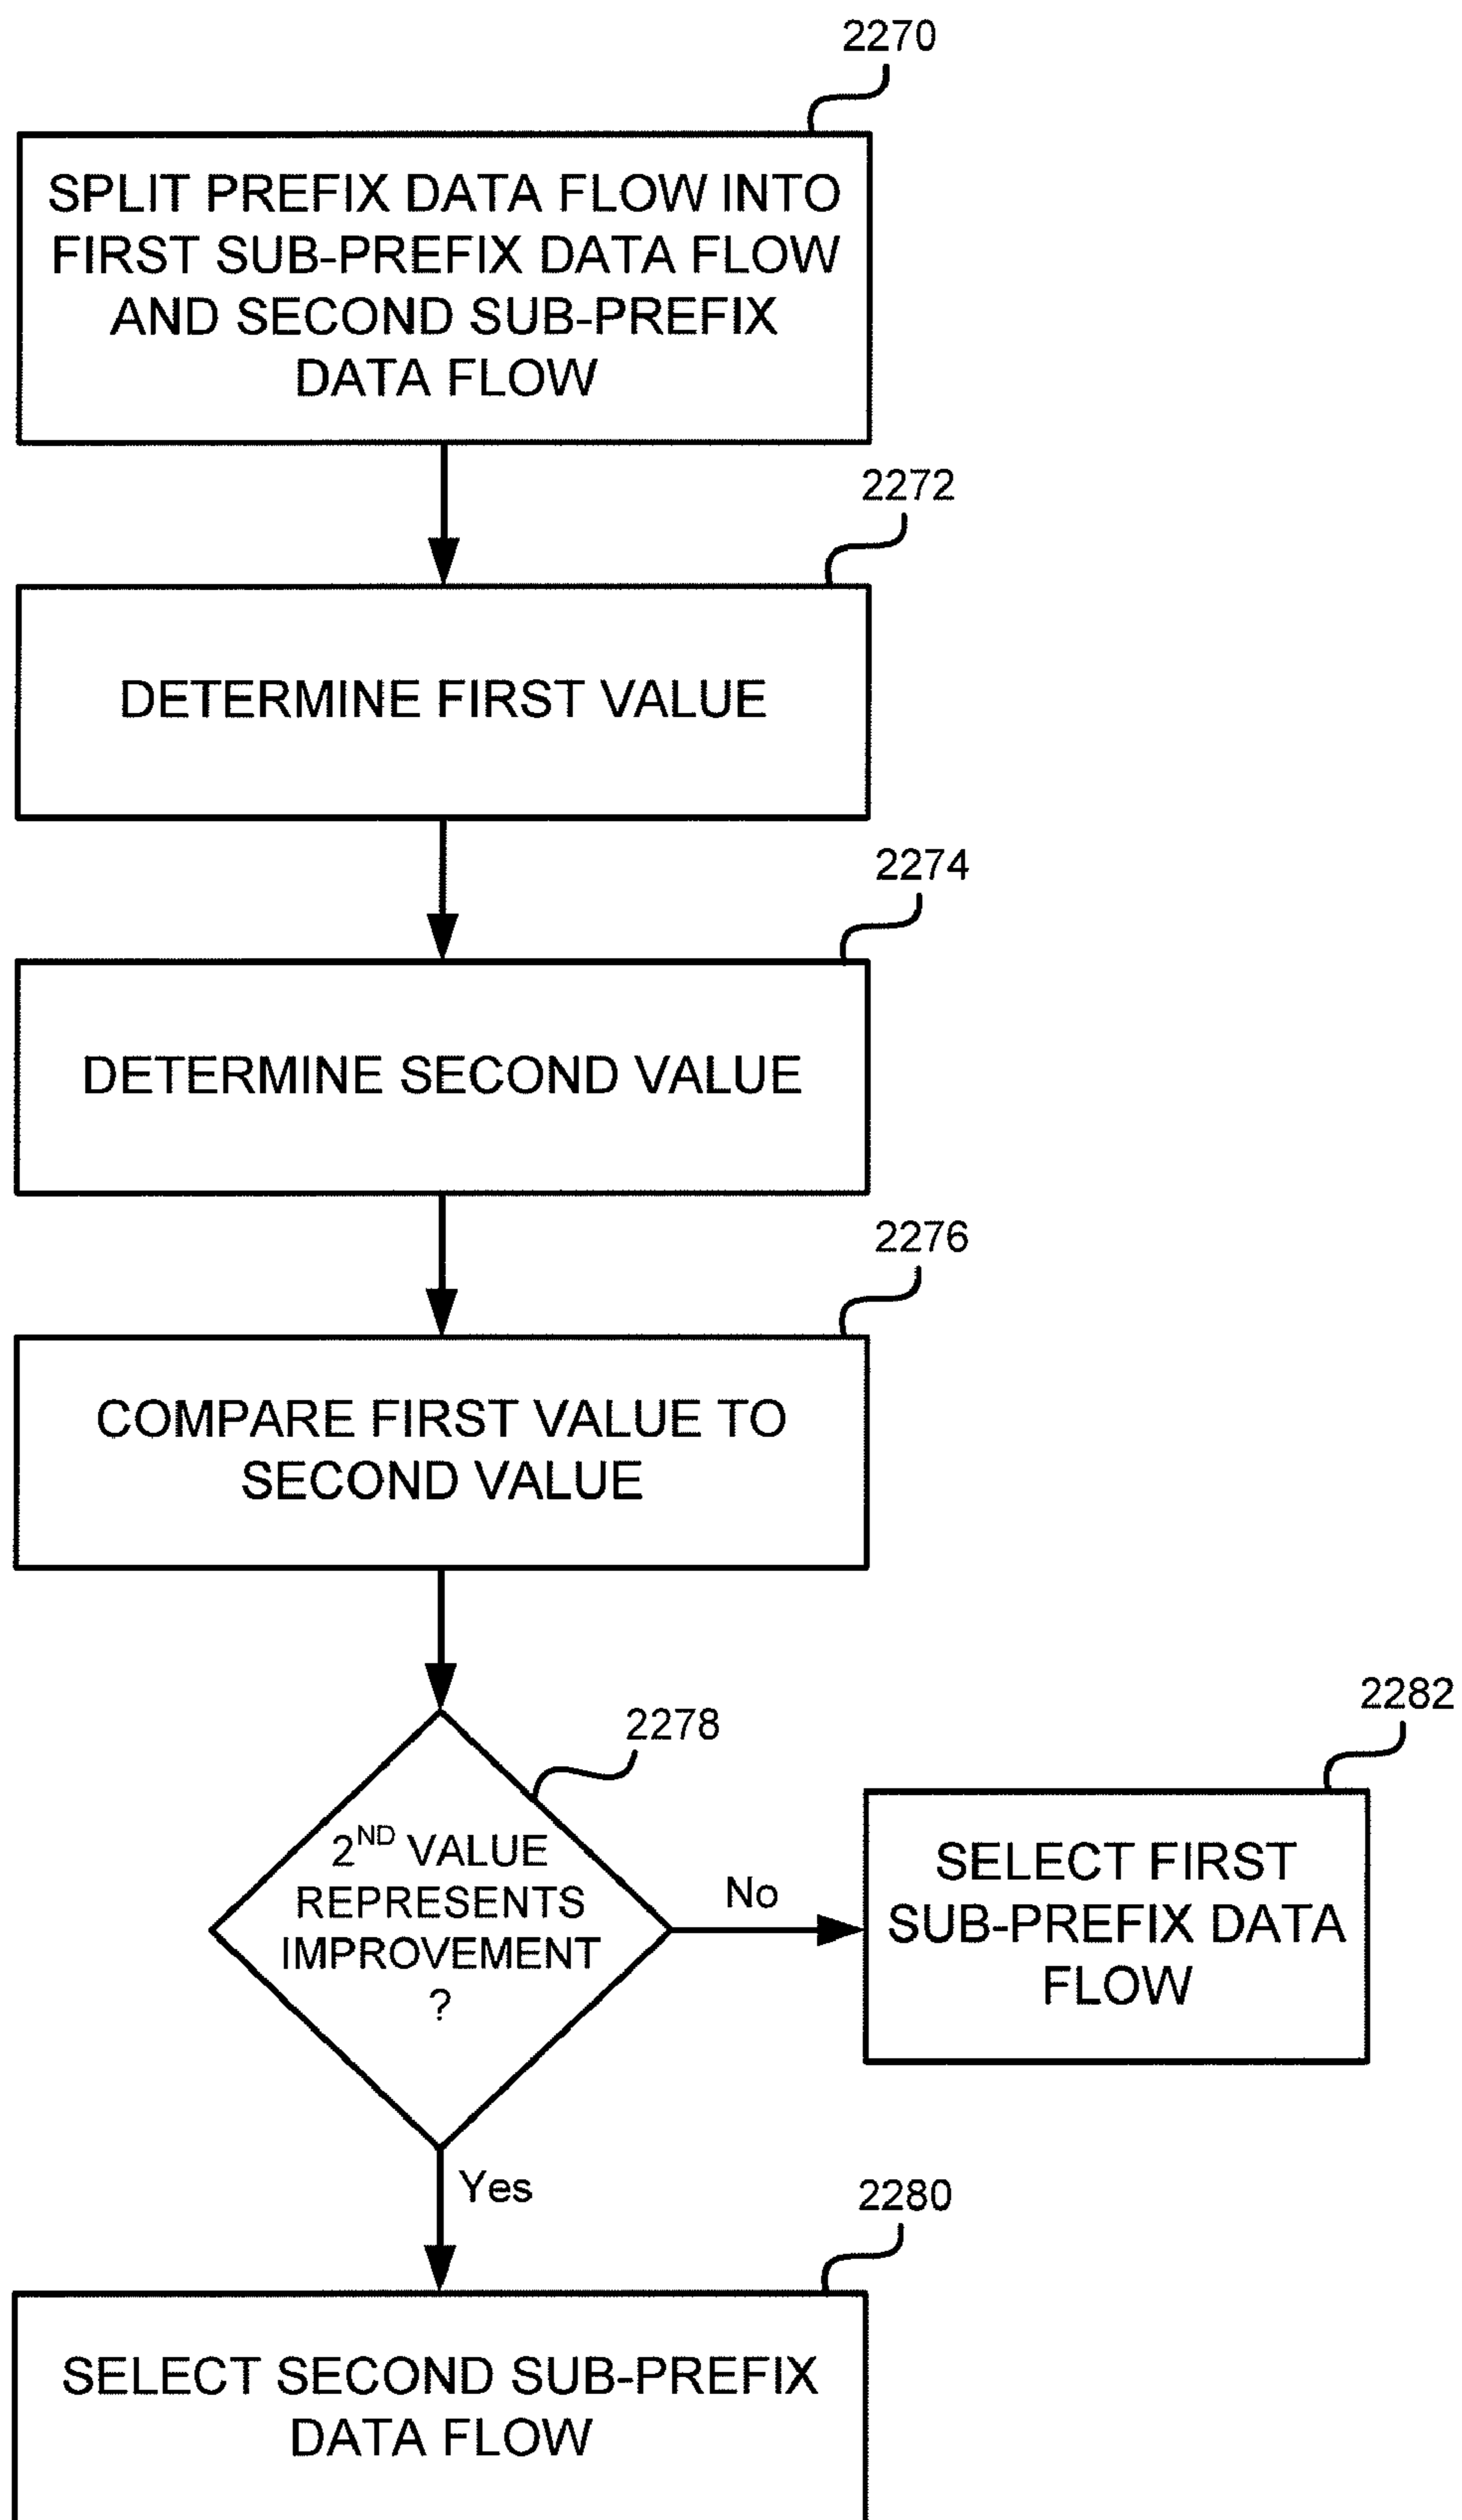 2270
SPLIT PREFIX DATA FLOW INTO
FIRST SUB-PREFIX DATA FLOW
AND SECOND SUB-PREFIX
DATA FLOW
2272
DETERMINE FIRST VALUE
2274
DETERMINE SECOND VALUE
2276
COMPARE FIRST VALUE TO
SECOND VALUE
2278
2ND VALUE
REPRESENTS
IMPROVEMENT
?
No
2282
SELECT FIRST
SUB-PREFIX DATA
FLOW
Yes
2280
SELECT SECOND SUB-PREFIX
DATA FLOW